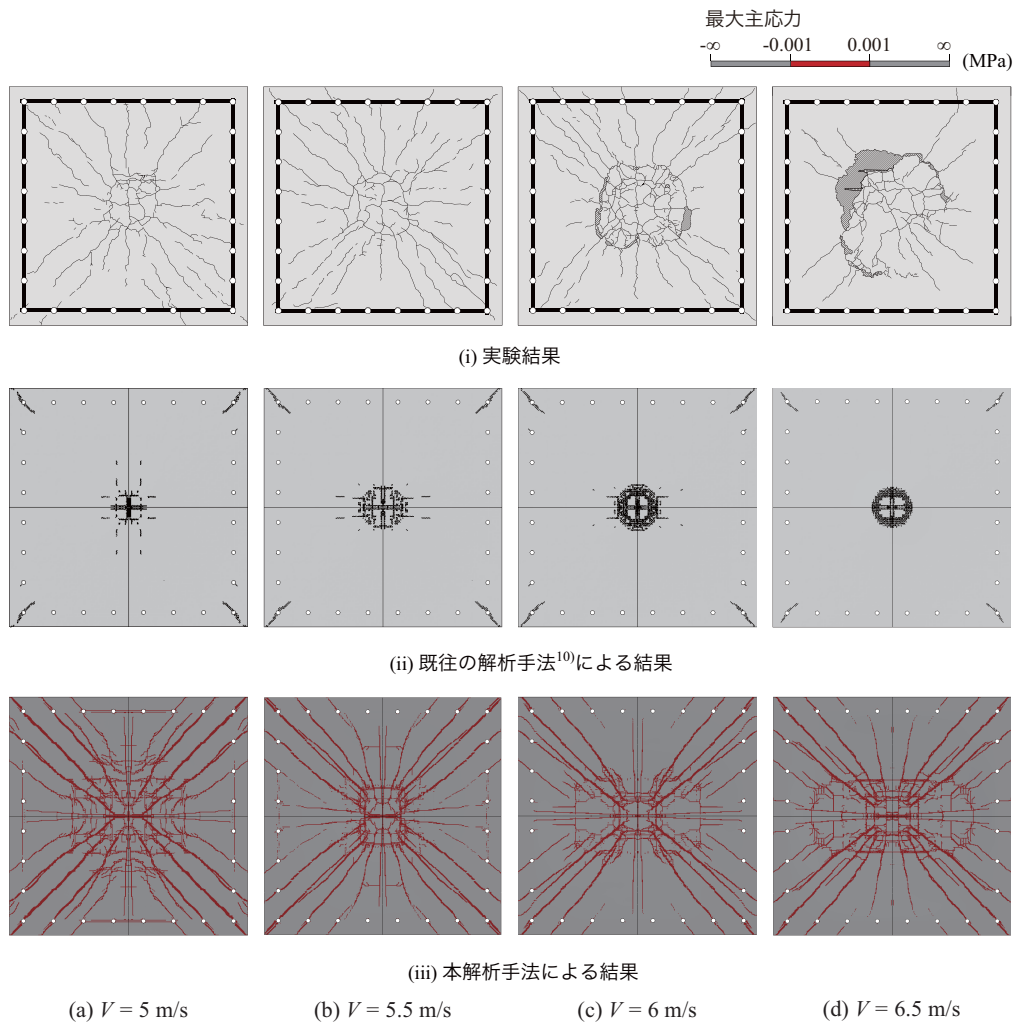 最大主応力
-∞ -0.001 0.001 ∞ (MPa)
(i) 実験結果
(ii) 既往の解析手法10)による結果
(iii) 本解析手法による結果
(a) V = 5 m/s (b) V = 5.5 m/s (c) V = 6 m/s (d) V = 6.5 m/s